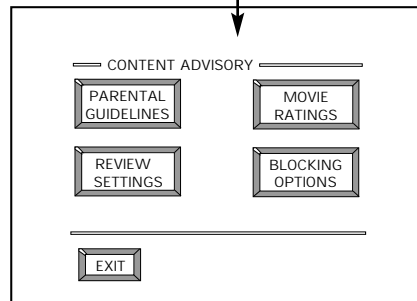 CONTENT ADVISORY
PARENTAL
GUIDELINES
MOVIE
RATINGS
REVIEW
SETTINGS
BLOCKING
OPTIONS
EXIT